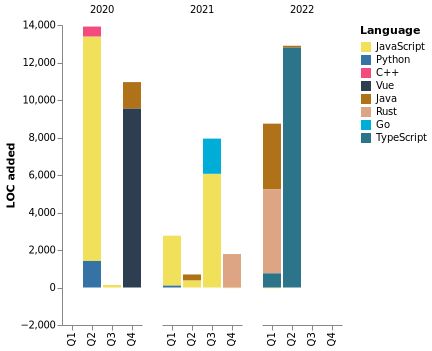 2020 2021 2022
14,000
12,000
10,000
8,000
6,000
4,000
2,000
0
−2,000
LOC added
Q1 Q2 Q3 Q4 Q1 Q2 Q3 Q4 Q1 Q2 Q3 Q4
Language
JavaScript
Python
C++
Vue
Java
Rust
Go
TypeScript